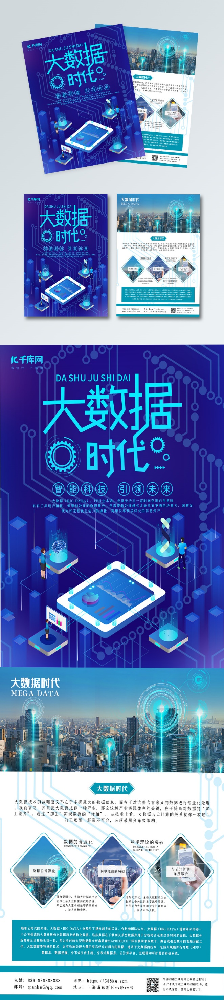 千库网
DA SHU JU SHI DAI
大数据
时代
智能科技 引领未来
大数据时代
千库网
DA SHU JU SHI DAI
大数据
时代
智能科技 引领未来
大数据时代
MEGA DATA
大数据时代
千库网
做设计 不抠图
DA SHU JU SHI DAI
大数据
时代
智能科技 引领未来
大数据（BIG DATA），IT行业术语，是指无法在一定时间范围内用常规
软件工具进行捕捉、管理和处理的数据集合，是需要新处理模式才能具有更强的决策力、洞察发
现力和流程优化能力的海量、高增长率和多样化的信息资产。
大数据时代
MEGA DATA
大数据时代
大数据技术的战略意义不在于掌握庞大的数据信息，而在于对这些含有意义的数据进行专业化处理
。换而言之，如果把大数据比作一种产业，那么这种产业实现盈利的关键，在于提高对数据的“加
工能力”，通过“加工”实现数据的“增值”。从技术上看，大数据与云计算的关系就像一枚硬币
的正反面一样密不可分，必须采用分布式架构。
数据的资源化
RESOURCE RESOURCE
科学理论的突破
BREAKTHROUGH IN
SCIENTIFIC THEORY
数据的资源化
科学理论的突破
与云计算的
深度结合
何为资源化，是指大数据成为企
业和社会关注的重要战略资源，
并已成为大家争相抢夺的新焦点
。抢占市场先机。
何为资源化，是指大数据成为企
业和社会关注的重要战略资源，
并已成为大家争相抢夺的新焦点
。抢占市场先机。
随着云时代的来临，大数据（BIG DATA）也吸引了越来越多的关注。分析师团队认为，大数据（BIG DATA）通常用来形容一
个公司创造的大量非结构化数据和半结构化数据，这些数据在下载到关系型数据库用于分析时会花费过多时间和金钱。大数据分
析常和云计算联系到一起，因为实时的大型数据集分析需要像MAPREDUCE一样的框架来向数十、数百或甚至数千的电脑分配工
作。大数据需要特殊的技术，以有效地处理大量的容忍经过时间内的数据。适用于大数据的技术，包括大规模并行处理（MPP）
数据库、数据挖掘、分布式文件系统、分布式数据库、云计算平台、互联网和可扩展的存储系统。
电话：888-888888888
网站：https://588ku.com
邮箱：qianku@qq.com
地点：上海浦东新区xx路xx号
软件扫描二维码可以领取优惠VIP
用户手机下载二维码扫描软件，进
行手机安装，即可以领取VIP。